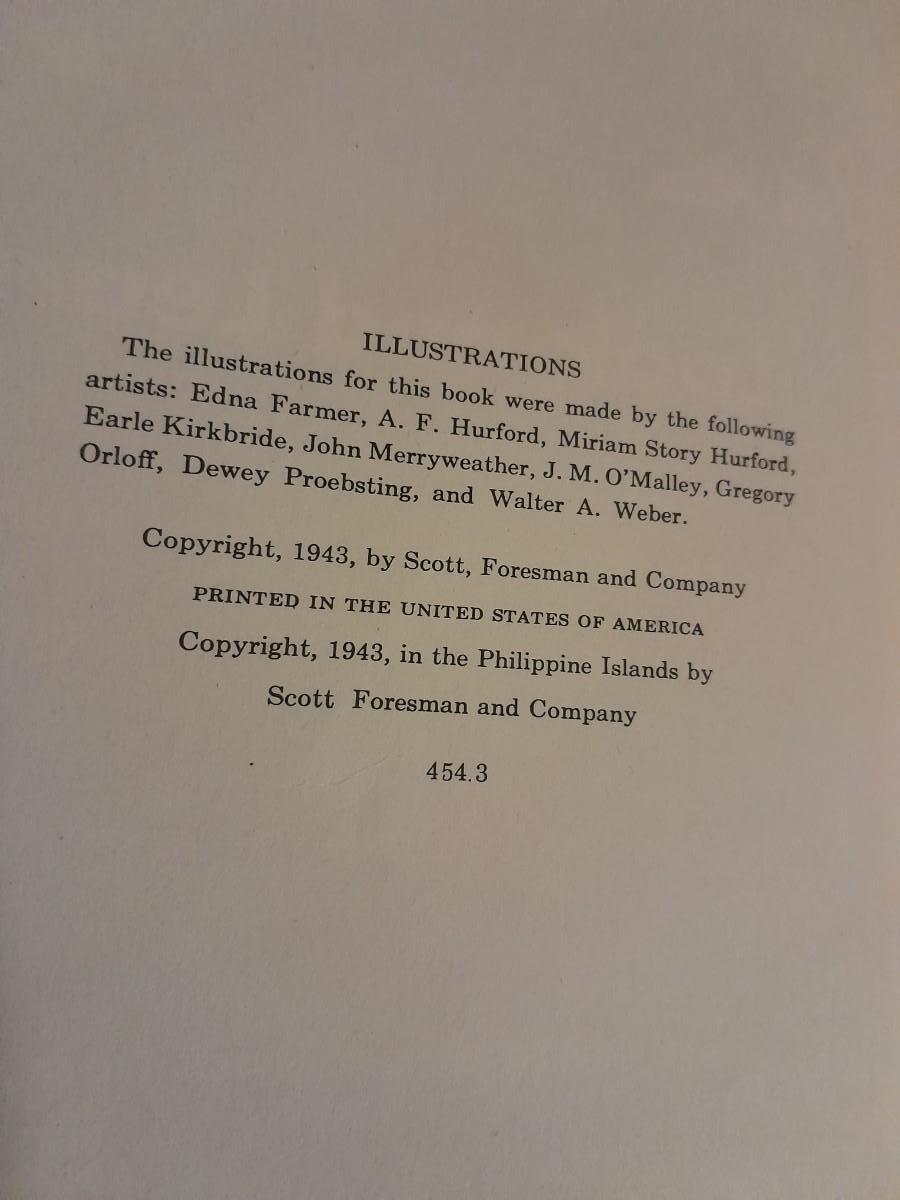 ILLUSTRATIONS
The illustrations for this book were made by the following
artists: Edna Farmer, A. F. Hurford, Miriam Story Hurford,
Earle Kirkbride, John Merryweather, J. M. O'Malley, Gregory
Orloff, Dewey Proebsting, and Walter A. Weber.
Copyright, 1943, by Scott, Foresman and Company
PRINTED IN THE UNITED STATES OF AMERICA
Copyright, 1943, in the Philippine Islands by
Scott Foresman and Company
454.3